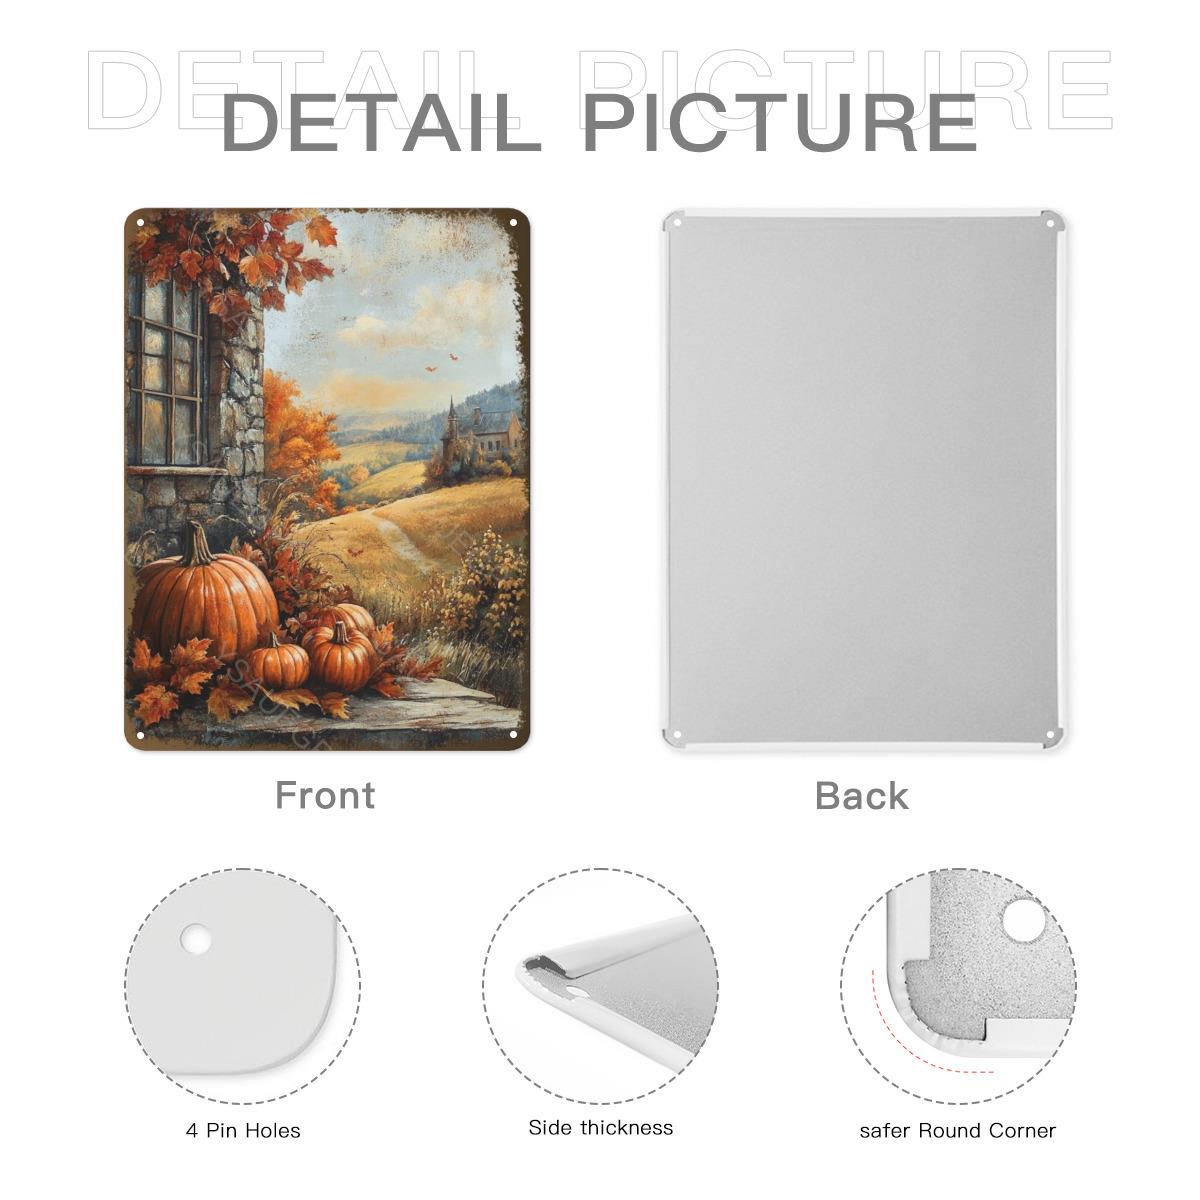 DETAIL PICTURE
DETAIL PICTURE
Front
Back
4 Pin Holes
Side thickness
safer Round Corner